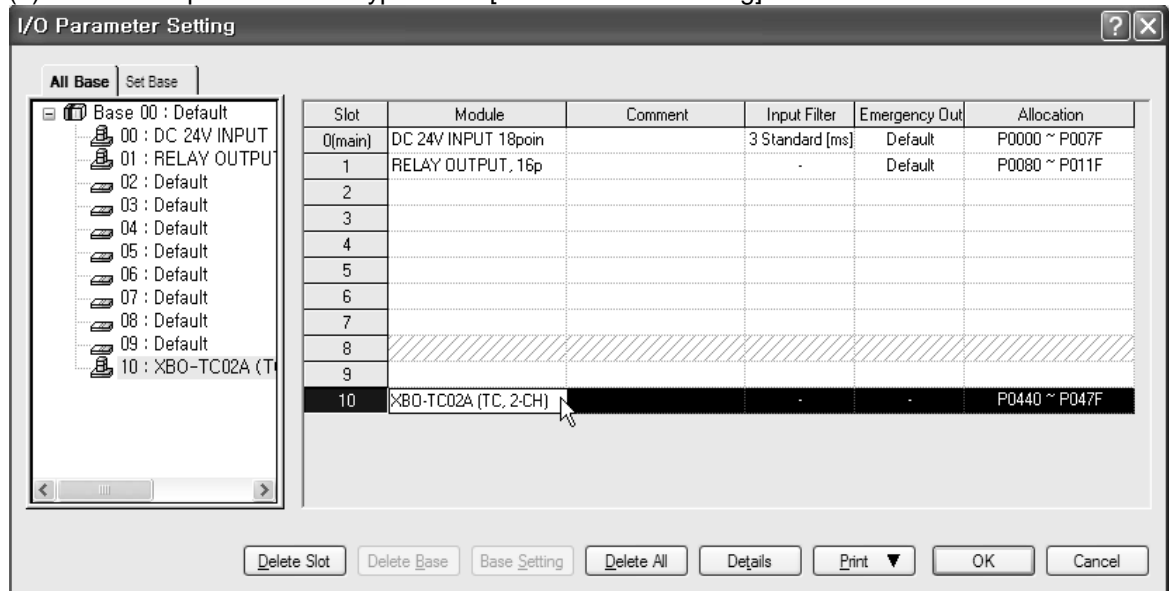 I/O Parameter Setting
All Base Set Base
Base 00 : Default
00 : DC 24V INPUT
01 : RELAY OUTPUT
02 : Default
03 : Default
04 : Default
05 : Default
06 : Default
07 : Default
08 : Default
09 : Default
10 : XBO-TC02A (T
Slot Module Comment Input Filter Emergency Out Allocation
0(main) DC 24V INPUT 18poin 3 Standard [ms] Default P0000 ~ P007F
1 RELAY OUTPUT, 16p - Default P0080 ~ P011F
2
3
4
5
6
7
8
9
10 XBO-TC02A (TC, 2-CH) - - P0440 ~ P047F
Delete Slot Delete Base Base Setting Delete All Details Print ▼ OK Cancel